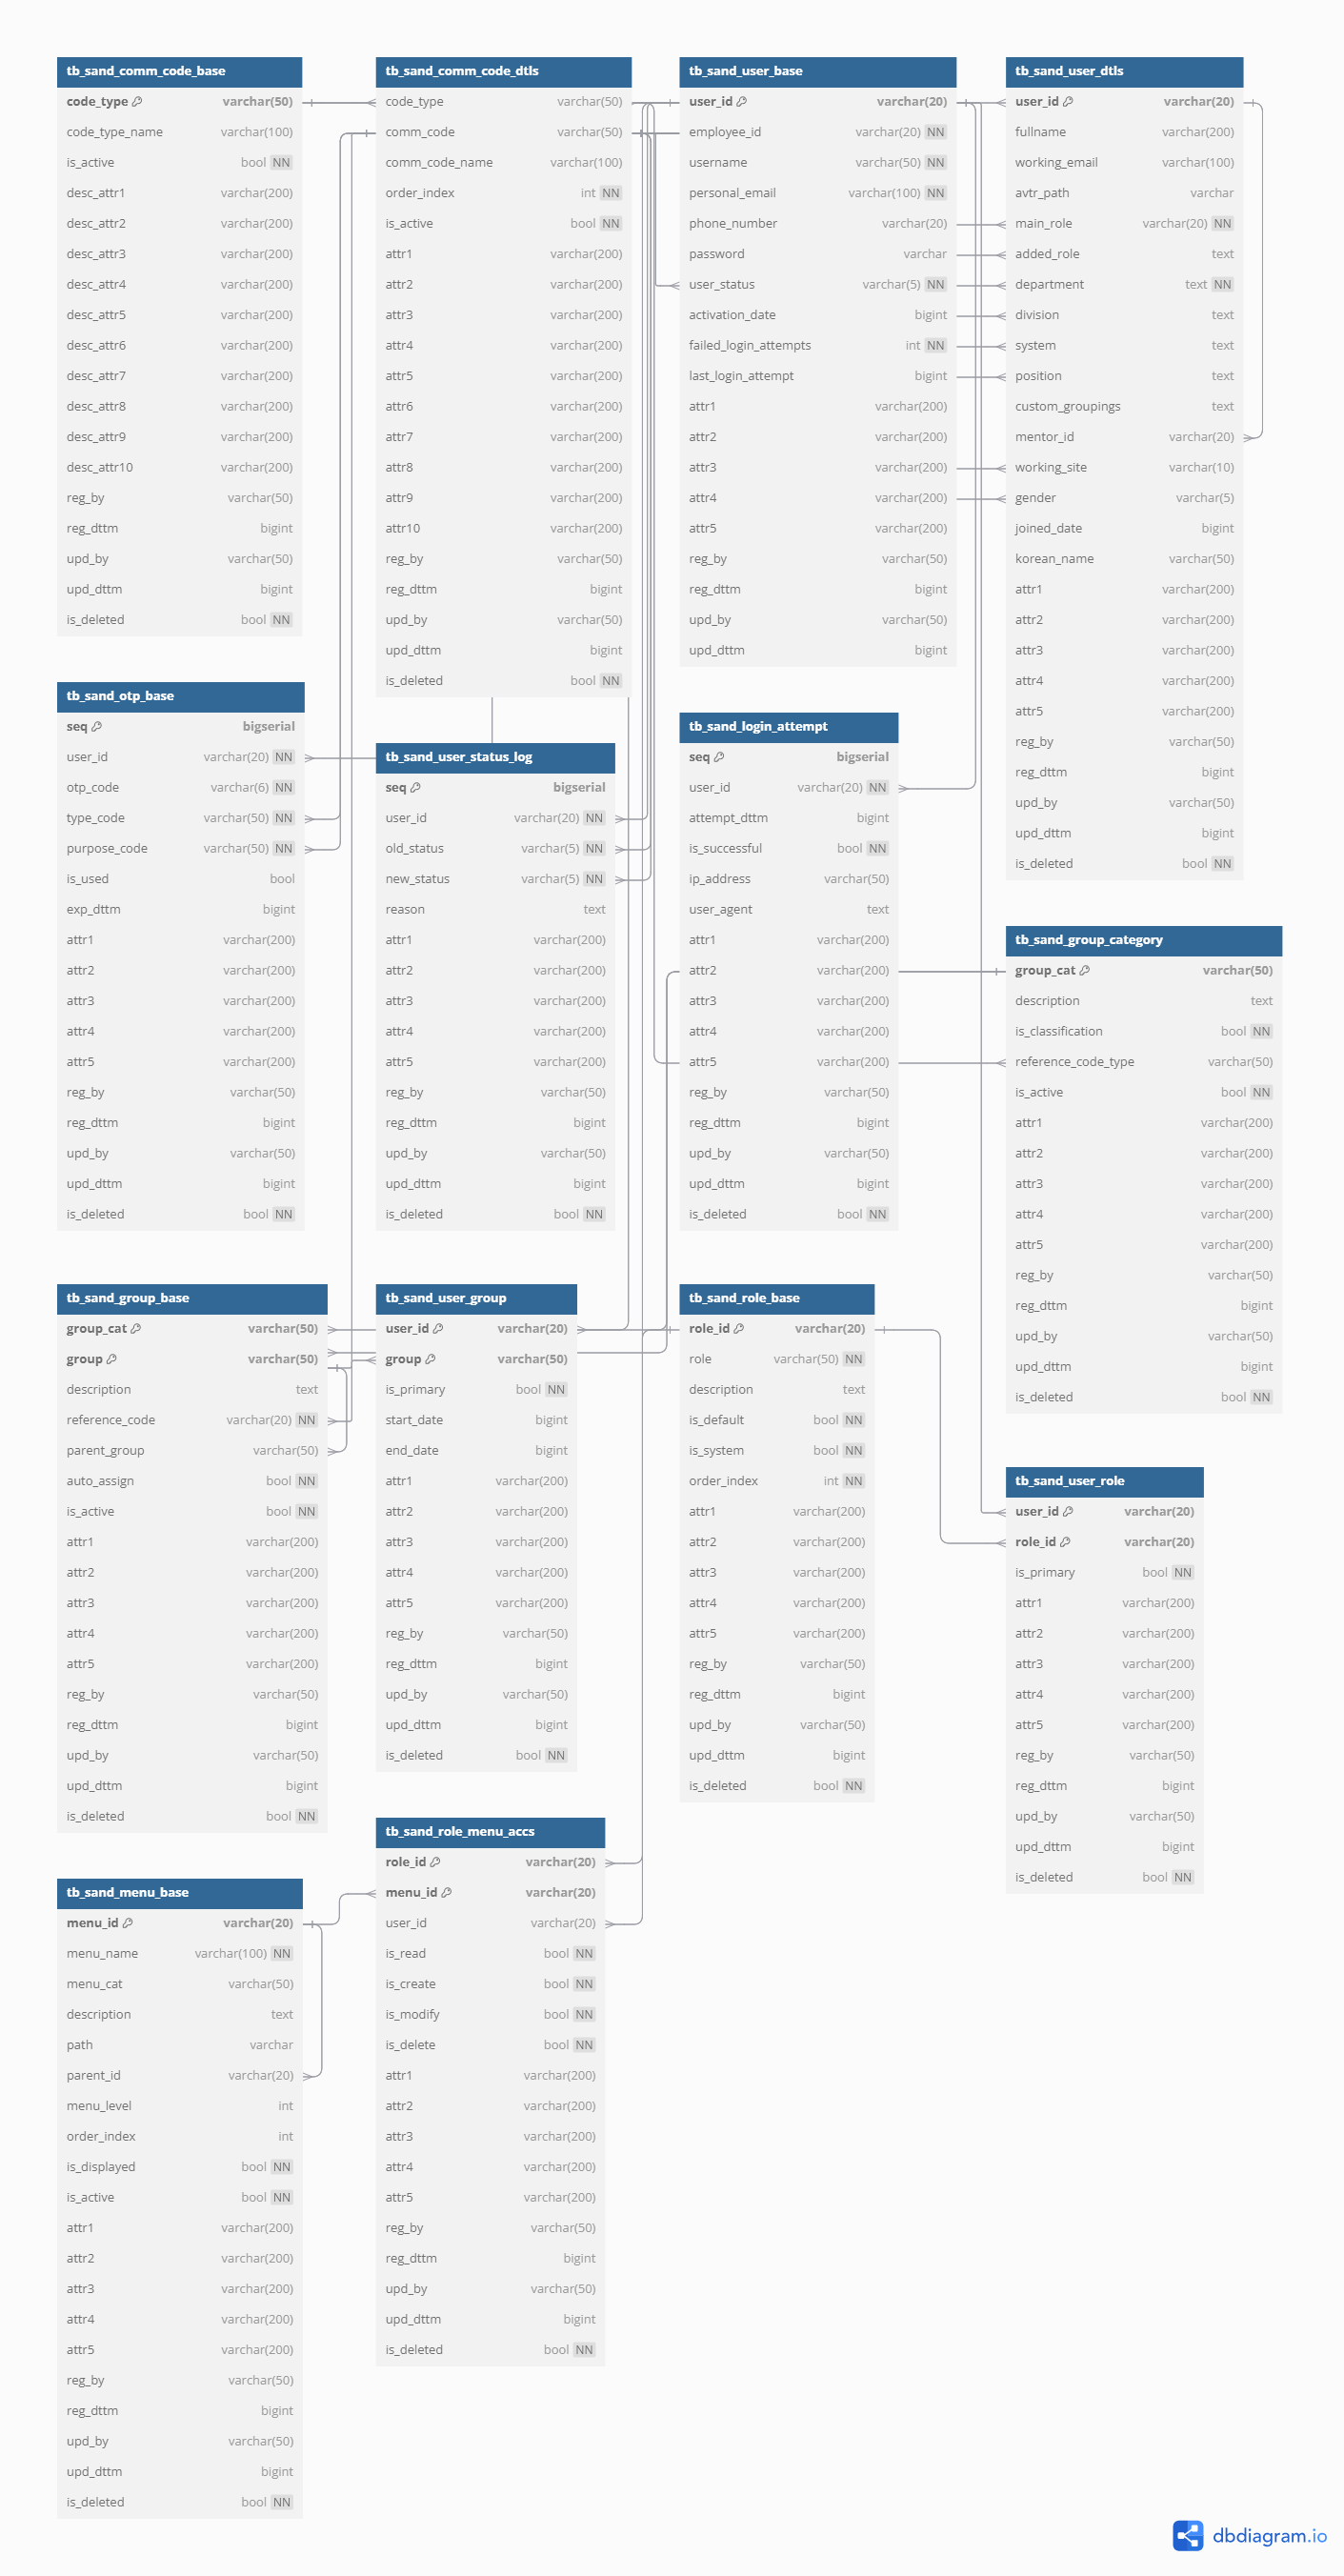 tb_sand_comm_code_base
code_type varchar(50)
code_type_name varchar(100)
is_active bool NN
desc_attr1 varchar(200)
desc_attr2 varchar(200)
desc_attr3 varchar(200)
desc_attr4 varchar(200)
desc_attr5 varchar(200)
desc_attr6 varchar(200)
desc_attr7 varchar(200)
desc_attr8 varchar(200)
desc_attr9 varchar(200)
desc_attr10 varchar(200)
reg_by varchar(50)
reg_dttm bigint
upd_by varchar(50)
upd_dttm bigint
is_deleted bool NN
tb_sand_comm_code_dtls
code_type varchar(50)
comm_code varchar(50)
comm_code_name varchar(100)
order_index int NN
is_active bool NN
attr1 varchar(200)
attr2 varchar(200)
attr3 varchar(200)
attr4 varchar(200)
attr5 varchar(200)
attr6 varchar(200)
attr7 varchar(200)
attr8 varchar(200)
attr9 varchar(200)
attr10 varchar(200)
reg_by varchar(50)
reg_dttm bigint
upd_by varchar(50)
upd_dttm bigint
is_deleted bool NN
tb_sand_user_base
user_id varchar(20)
employee_id varchar(20) NN
username varchar(50) NN
personal_email varchar(100) NN
phone_number varchar(20)
password varchar
user_status varchar(5) NN
activation_date bigint
failed_login_attempts int NN
last_login_attempt bigint
attr1 varchar(200)
attr2 varchar(200)
attr3 varchar(200)
attr4 varchar(200)
attr5 varchar(200)
reg_by varchar(50)
reg_dttm bigint
upd_by varchar(50)
upd_dttm bigint
tb_sand_user_dtls
user_id varchar(20)
fullname varchar(200)
working_email varchar(100)
avtr_path varchar
main_role varchar(20) NN
added_role text
department text NN
division text
system text
position text
custom_groupings text
mentor_id varchar(20)
working_site varchar(10)
gender varchar(5)
joined_date bigint
korean_name varchar(50)
attr1 varchar(200)
attr2 varchar(200)
attr3 varchar(200)
attr4 varchar(200)
attr5 varchar(200)
reg_by varchar(50)
reg_dttm bigint
upd_by varchar(50)
upd_dttm bigint
is_deleted bool NN
tb_sand_otp_base
seq bigserial
user_id varchar(20) NN
otp_code varchar(6) NN
type_code varchar(50) NN
purpose_code varchar(50) NN
is_used bool
exp_dttm bigint
attr1 varchar(200)
attr2 varchar(200)
attr3 varchar(200)
attr4 varchar(200)
attr5 varchar(200)
reg_by varchar(50)
reg_dttm bigint
upd_by varchar(50)
upd_dttm bigint
is_deleted bool NN
tb_sand_user_status_log
seq bigserial
user_id varchar(20) NN
old_status varchar(5) NN
new_status varchar(5) NN
reason text
attr1 varchar(200)
attr2 varchar(200)
attr3 varchar(200)
attr4 varchar(200)
attr5 varchar(200)
reg_by varchar(50)
reg_dttm bigint
upd_by varchar(50)
upd_dttm bigint
is_deleted bool NN
tb_sand_login_attempt
seq bigserial
user_id varchar(20) NN
attempt_dttm bigint
is_successful bool NN
ip_address varchar(50)
user_agent text
attr1 varchar(200)
attr2 varchar(200)
attr3 varchar(200)
attr4 varchar(200)
attr5 varchar(200)
reg_by varchar(50)
reg_dttm bigint
upd_by varchar(50)
upd_dttm bigint
is_deleted bool NN
tb_sand_group_category
group_cat varchar(50)
description text
is_classification bool NN
reference_code_type varchar(50)
is_active bool NN
attr1 varchar(200)
attr2 varchar(200)
attr3 varchar(200)
attr4 varchar(200)
attr5 varchar(200)
reg_by varchar(50)
reg_dttm bigint
upd_by varchar(50)
upd_dttm bigint
is_deleted bool NN
tb_sand_group_base
group_cat varchar(50)
group varchar(50)
description text
reference_code varchar(20) NN
parent_group varchar(50)
auto_assign bool NN
is_active bool NN
attr1 varchar(200)
attr2 varchar(200)
attr3 varchar(200)
attr4 varchar(200)
attr5 varchar(200)
reg_by varchar(50)
reg_dttm bigint
upd_by varchar(50)
upd_dttm bigint
is_deleted bool NN
tb_sand_user_group
user_id varchar(20)
group varchar(50)
is_primary bool NN
start_date bigint
end_date bigint
attr1 varchar(200)
attr2 varchar(200)
attr3 varchar(200)
attr4 varchar(200)
attr5 varchar(200)
reg_by varchar(50)
reg_dttm bigint
upd_by varchar(50)
upd_dttm bigint
is_deleted bool NN
tb_sand_role_base
role_id varchar(20)
role varchar(50) NN
description text
is_default bool NN
is_system bool NN
order_index int NN
attr1 varchar(200)
attr2 varchar(200)
attr3 varchar(200)
attr4 varchar(200)
attr5 varchar(200)
reg_by varchar(50)
reg_dttm bigint
upd_by varchar(50)
upd_dttm bigint
is_deleted bool NN
tb_sand_user_role
user_id varchar(20)
role_id varchar(20)
is_primary bool NN
attr1 varchar(200)
attr2 varchar(200)
attr3 varchar(200)
attr4 varchar(200)
attr5 varchar(200)
reg_by varchar(50)
reg_dttm bigint
upd_by varchar(50)
upd_dttm bigint
is_deleted bool NN
tb_sand_menu_base
menu_id varchar(20)
menu_name varchar(100) NN
menu_cat varchar(50)
description text
path varchar
parent_id varchar(20)
menu_level int
order_index int
is_displayed bool NN
is_active bool NN
attr1 varchar(200)
attr2 varchar(200)
attr3 varchar(200)
attr4 varchar(200)
attr5 varchar(200)
reg_by varchar(50)
reg_dttm bigint
upd_by varchar(50)
upd_dttm bigint
is_deleted bool NN
tb_sand_role_menu_accs
role_id varchar(20)
menu_id varchar(20)
user_id varchar(20)
is_read bool NN
is_create bool NN
is_modify bool NN
is_delete bool NN
attr1 varchar(200)
attr2 varchar(200)
attr3 varchar(200)
attr4 varchar(200)
attr5 varchar(200)
reg_by varchar(50)
reg_dttm bigint
upd_by varchar(50)
upd_dttm bigint
is_deleted bool NN
dbdiagram.io